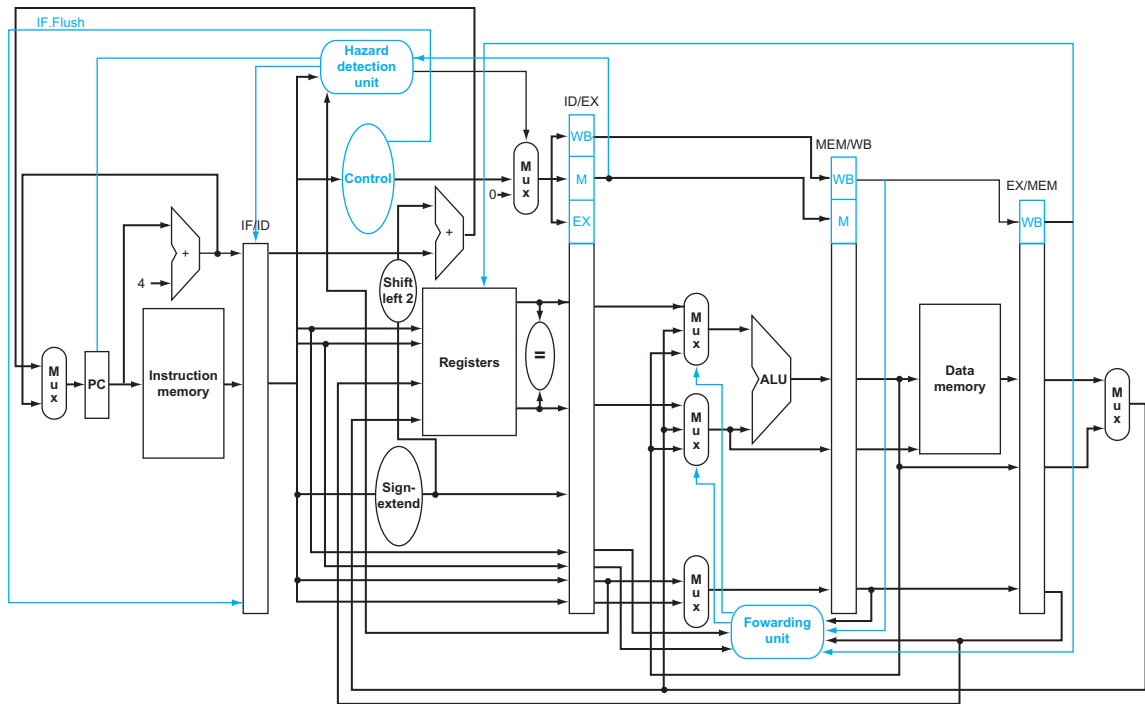 IF.Flush
Hazard
detection
unit
ID/EX
WB
MEM/WB
Control
M
u
x
M
WB
EX/MEM
0
IF/ID
EX
M
WB
+
+
4
Shift
left 2
M
u
x
Registers
=
M
u
x
PC
Instruction
memory
ALU
Data
memory
M
u
x
M
u
x
Sign-
extend
M
u
x
Fowarding
unit